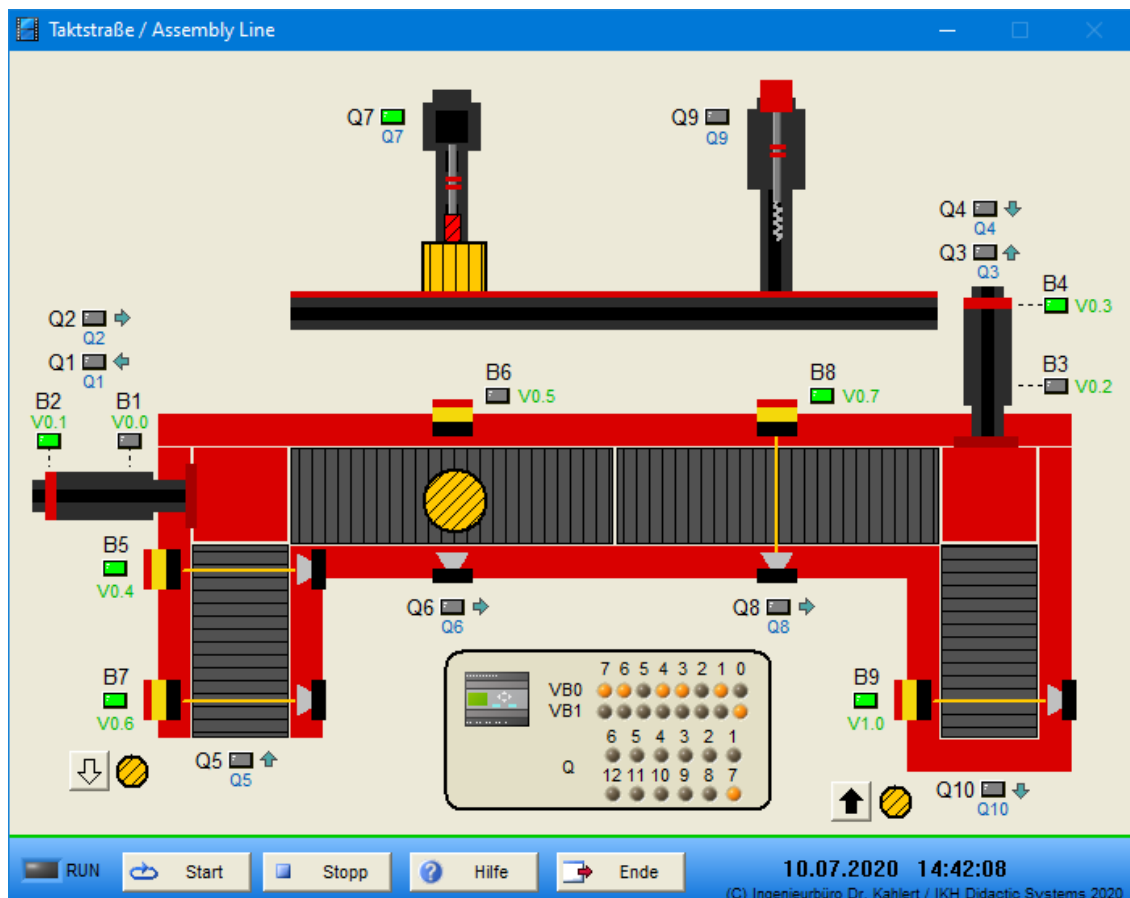 Taktstraße / Assembly Line
Q7
Q7
Q9
Q9
Q4
Q4
Q3
Q3
B4
V0.3
B3
V0.2
Q2
Q2
Q1
Q1
B2 B1
V0.1 V0.0
B6
V0.5
B8
V0.7
B5
V0.4
Q6
Q6
Q8
Q8
B7
V0.6
B9
V1.0
7 6 5 4 3 2 1 0
VB0
VB1
6 5 4 3 2 1
Q
12 11 10 9 8 7
Q5
Q5
Q10
Q10
RUN
Start
Stopp
Hilfe
Ende
10.07.2020 14:42:08
(C) Ingenieurbüro Dr. Kahlert / IKH Didactic Systems 2020